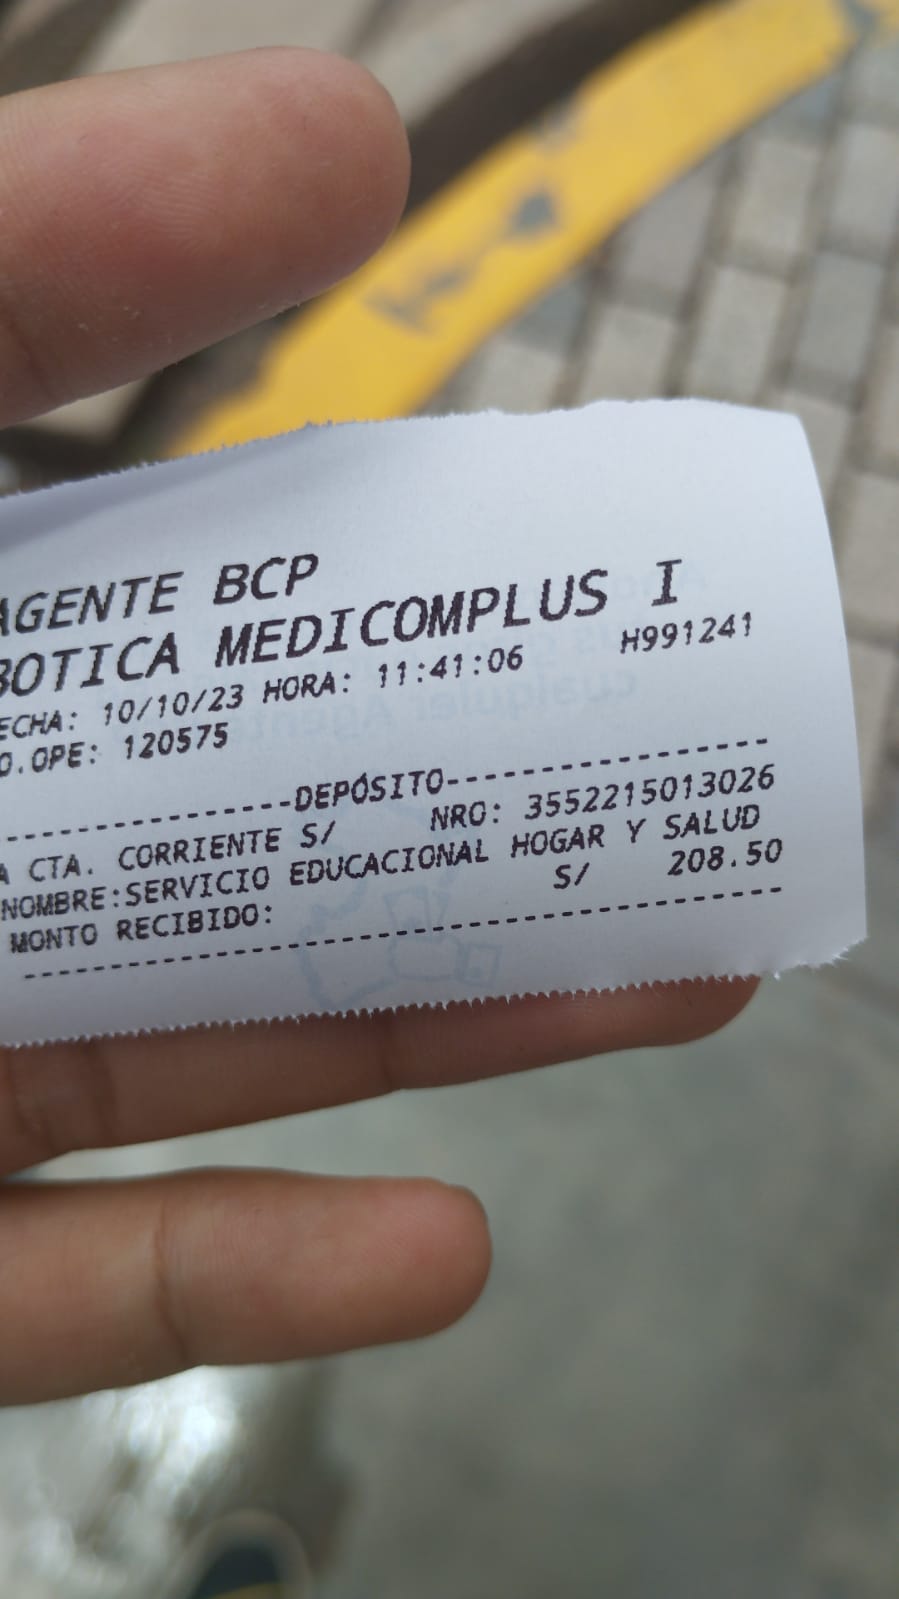 AGENTE BCP
BOTICA MEDICOMPLUS I
ECHA: 10/10/23 HORA: 11:41:06 H991241
O.OPE: 120575
----------------DEPÓSITO-----------------
A CTA. CORRIENTE S/ NRO: 3552215013026
NOMBRE:SERVICIO EDUCACIONAL HOGAR Y SALUD
MONTO RECIBIDO: S/ 208.50